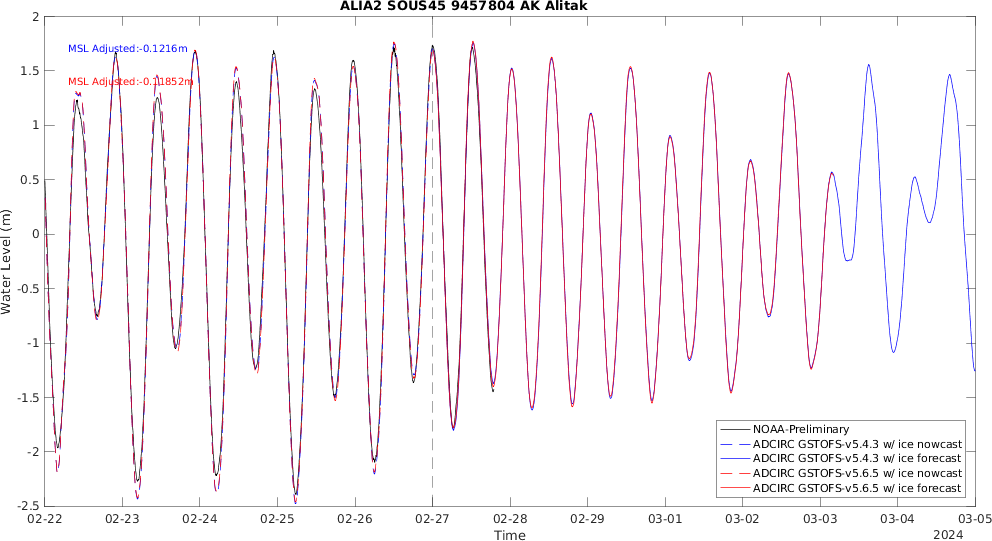 ALIA2 SOUS45 9457804 AK Alitak
2
1.5
1
0.5
0
-0.5
-1
-1.5
-2
-2.5
Water Level (m)
MSL Adjusted:-0.1216m
MSL Adjusted:-0.11852m
NOAA-Preliminary
ADCIRC GSTOFS-v5.4.3 w/ ice nowcast
ADCIRC GSTOFS-v5.4.3 w/ ice forecast
ADCIRC GSTOFS-v5.6.5 w/ ice nowcast
ADCIRC GSTOFS-v5.6.5 w/ ice forecast
02-22 02-23 02-24 02-25 02-26 02-27 02-28 02-29 03-01 03-02 03-03 03-04 03-05
Time
2024